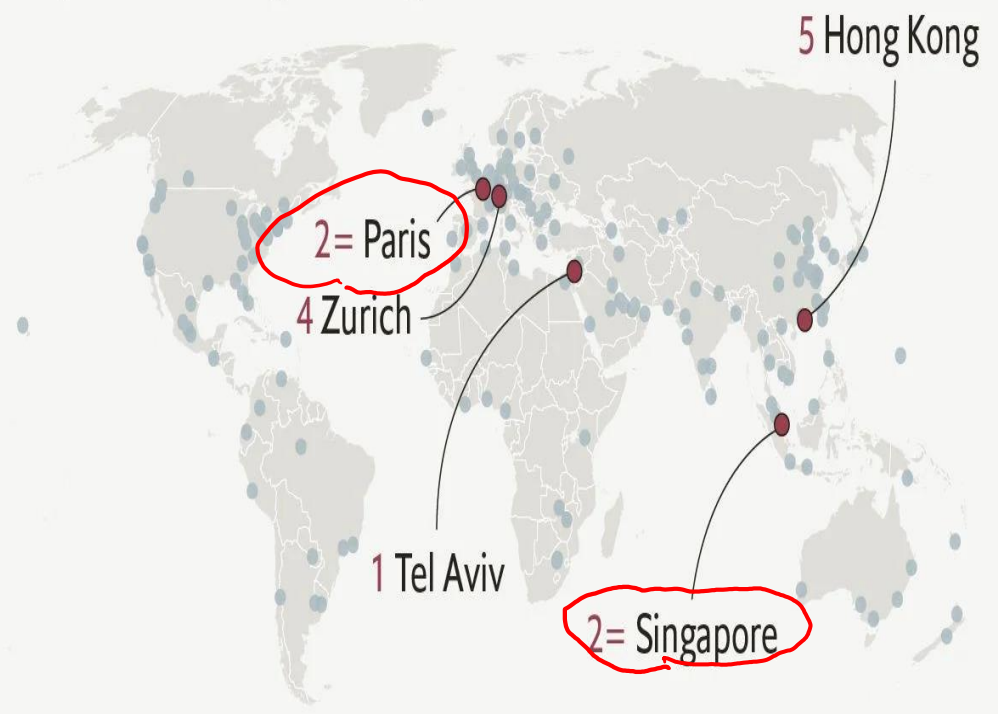 5 Hong Kong
2= Paris
4 Zurich
1 Tel Aviv
2= Singapore